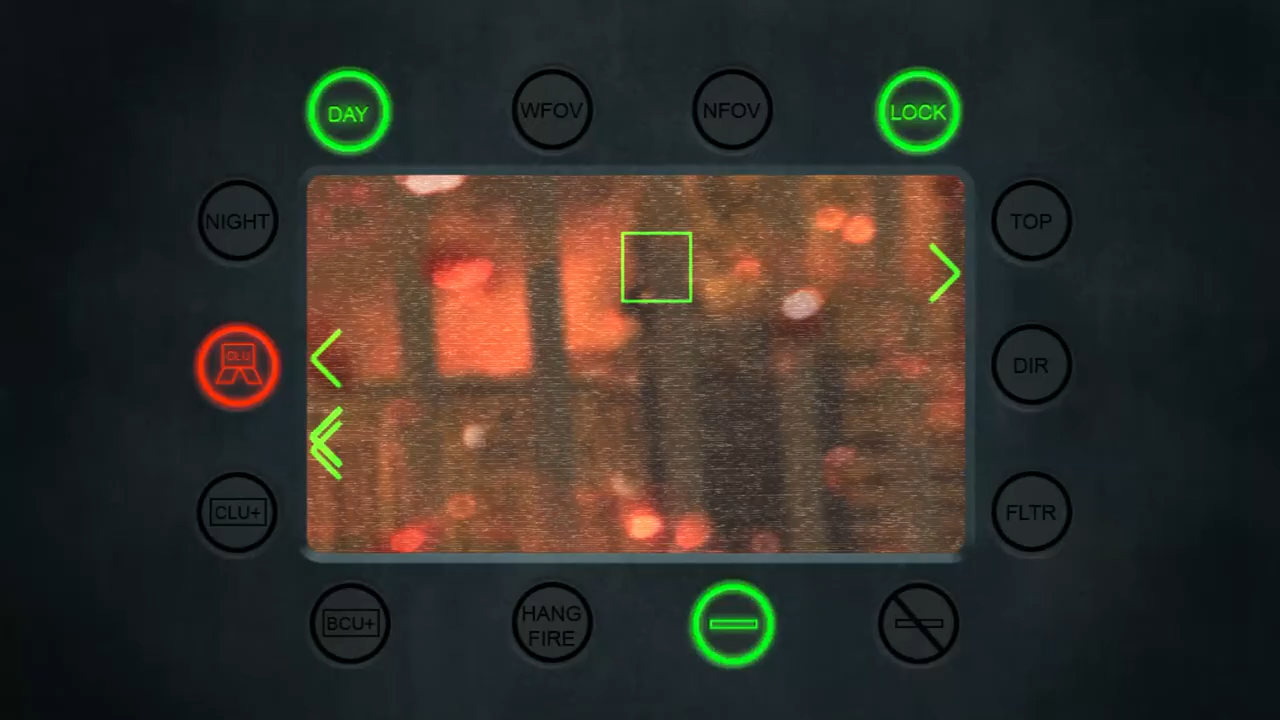 DAY
WFOV
NFOV
LOCK
NIGHT
TOP
CLU
DIR
CLU+
FLTR
BCU+
HANG
FIRE